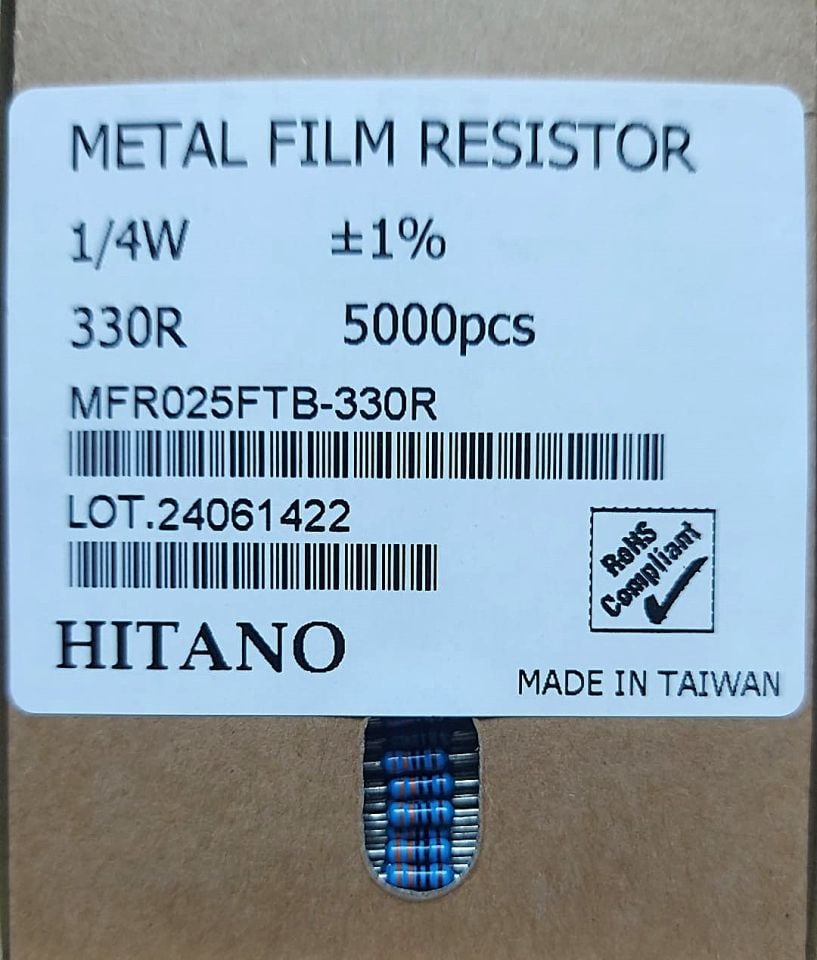 METAL FILM RESISTOR
1/4W ±1%
330R 5000pcs
MFR025FTB-330R
LOT.24061422
RoHS
Compliant
HITANO
MADE IN TAIWAN